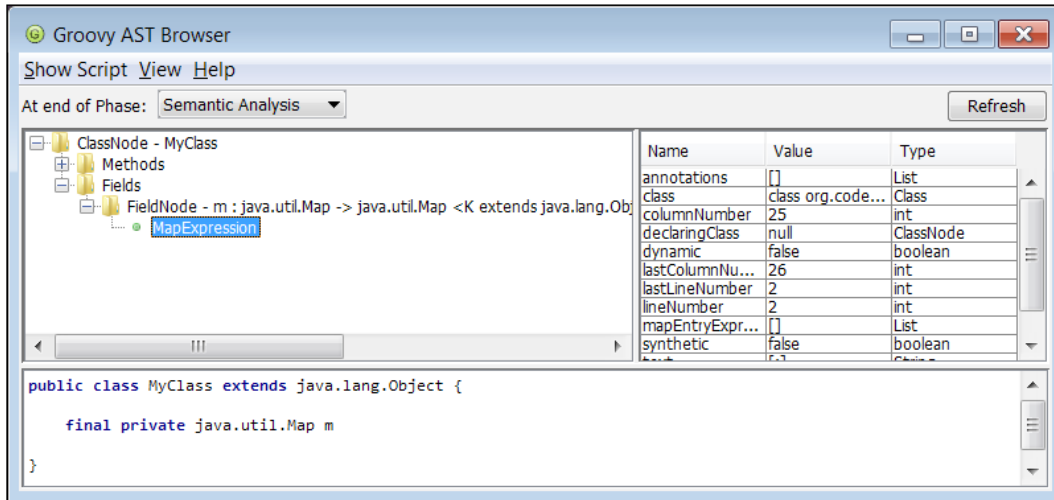 Groovy AST Browser
Show Script View Help
At end of Phase: Semantic Analysis Refresh
ClassNode - MyClass
Methods
Fields
FieldNode - m : java.util.Map -> java.util.Map <K extends java.lang.Obj
MapExpression
Name Value Type
annotations [] List
class class org.code... Class
columnNumber 25 int
declaringClass null ClassNode
dynamic false boolean
lastColumnNu... 26 int
lastLineNumber 2 int
lineNumber 2 int
mapEntryExpr... [] List
synthetic false boolean
public class MyClass extends java.lang.Object {
final private java.util.Map m
}